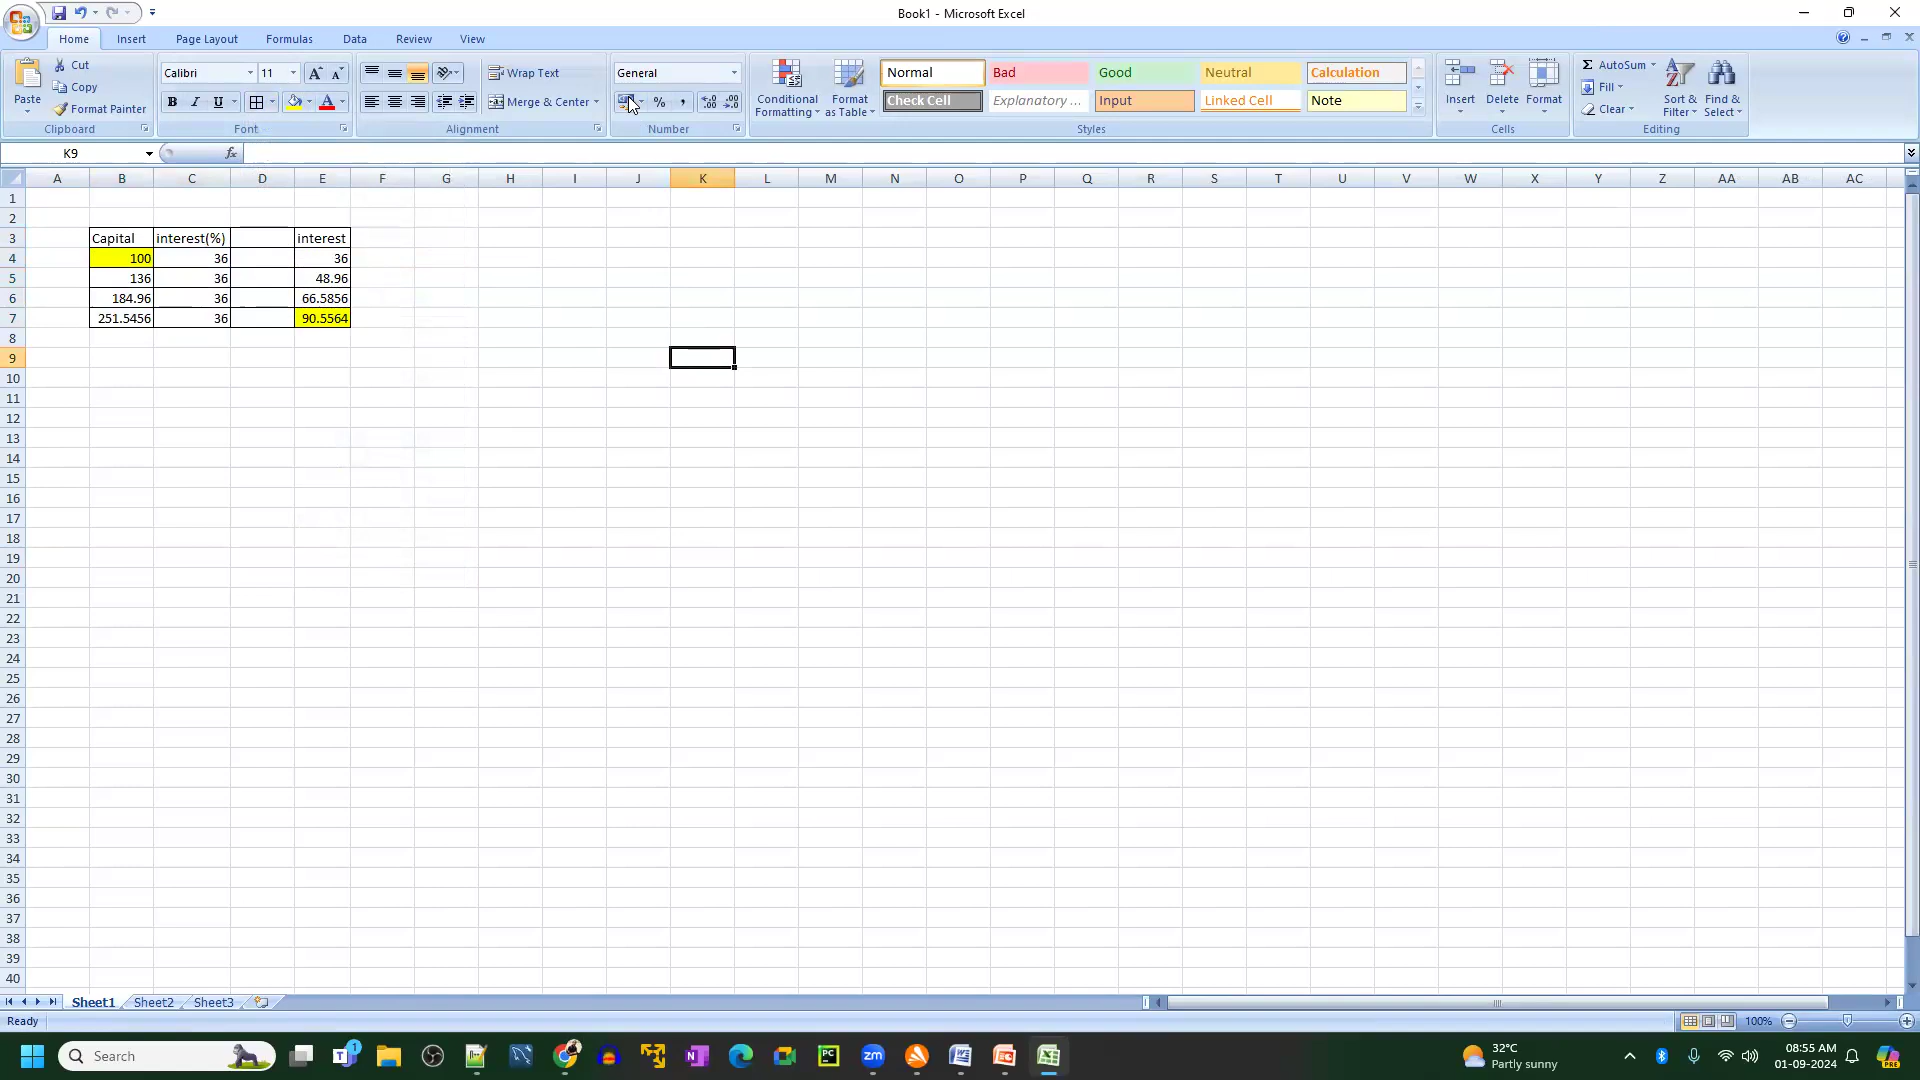 Book1 - Microsoft Excel
Home Insert Page Layout Formulas Data Review View
Paste
Cut
Copy
Format Painter
Clipboard
Calibri 11
B I U
Font
Wrap Text
Merge & Center
Alignment
General
% ,
Number
Conditional Formatting
Format as Table
Normal Bad Good Neutral Calculation
Check Cell Explanatory ... Input Linked Cell Note
Styles
Insert Delete Format
Cells
Σ AutoSum
Fill
Clear
Sort & Filter
Find & Select
Editing
K9 fx
A B C D E F G H I J K L M N O P Q R S T U V W X Y Z AA AB AC
1
2
3 Capital interest(%) interest
4 100 36 36
5 136 36 48.96
6 184.96 36 66.5856
7 251.5456 36 90.5564
8
9
10
11
12
13
14
15
16
17
18
19
20
21
22
23
24
25
26
27
28
29
30
31
32
33
34
35
36
37
38
39
40
Sheet1 Sheet2 Sheet3
Ready 100%
Search
32°C
Partly sunny
08:55 AM
01-09-2024